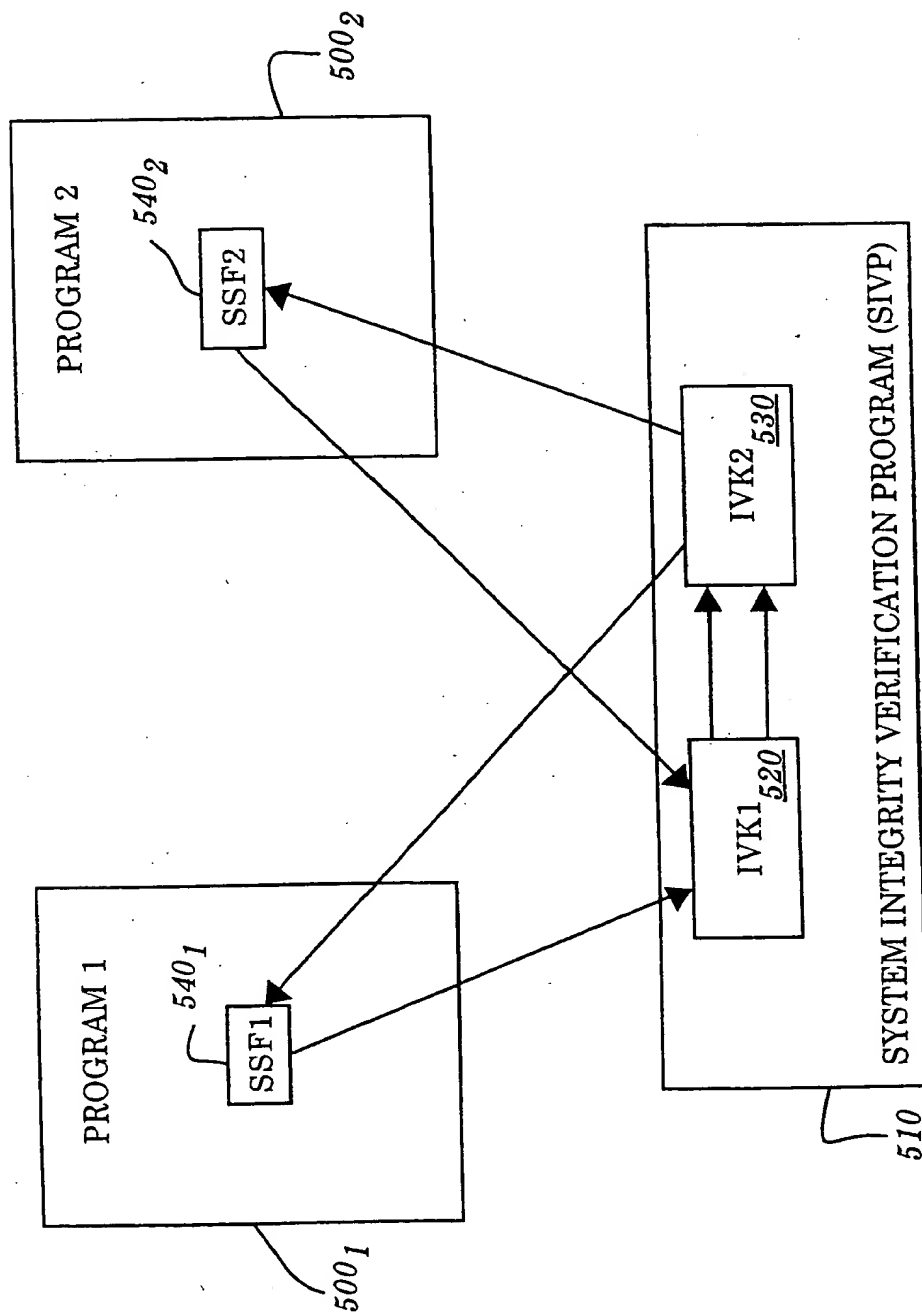 PROGRAM 1
SSF1
540₁
500₁
PROGRAM 2
SSF2
540₂
500₂
IVK1
520
IVK2
530
SYSTEM INTEGRITY VERIFICATION PROGRAM (SIVP)
510